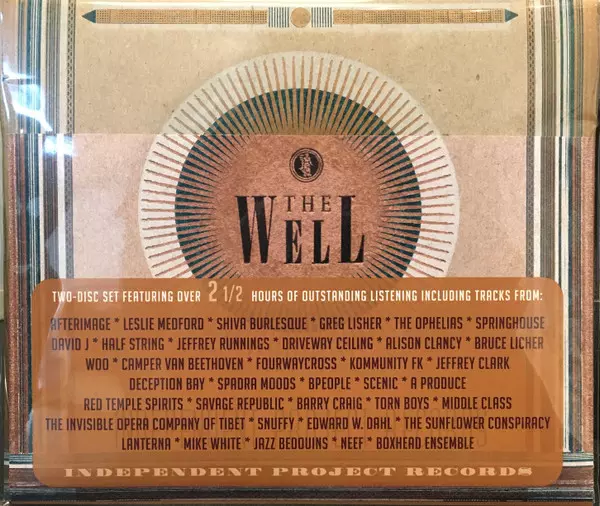 THE
WELL
TWO-DISC SET FEATURING OVER 2 1/2 HOURS OF OUTSTANDING LISTENING INCLUDING TRACKS FROM:
AFTERIMAGE * LESLIE MEDFORD * SHIVA BURLESQUE * GREG LISHER * THE OPHELIAS * SPRINGHOUSE
DAVID J * HALF STRING * JEFFREY RUNNINGS * DRIVEWAY CEILING * ALISON CLANCY * BRUCE LICHER
WOO * CAMPER VAN BEETHOVEN * FOURWAYCROSS * KOMMUNITY FK * JEFFREY CLARK
DECEPTION BAY * SPADRA MOODS * BPEOPLE * SCENIC * A PRODUCE
RED TEMPLE SPIRITS * SAVAGE REPUBLIC * BARRY CRAIG * TORN BOYS * MIDDLE CLASS
THE INVISIBLE OPERA COMPANY OF TIBET * SNUFFY * EDWARD W. DAHL * THE SUNFLOWER CONSPIRACY
LANTERNA * MIKE WHITE * JAZZ BEDOUINS * NEEF * BOXHEAD ENSEMBLE
INDEPENDENT PROJECT RECORDS